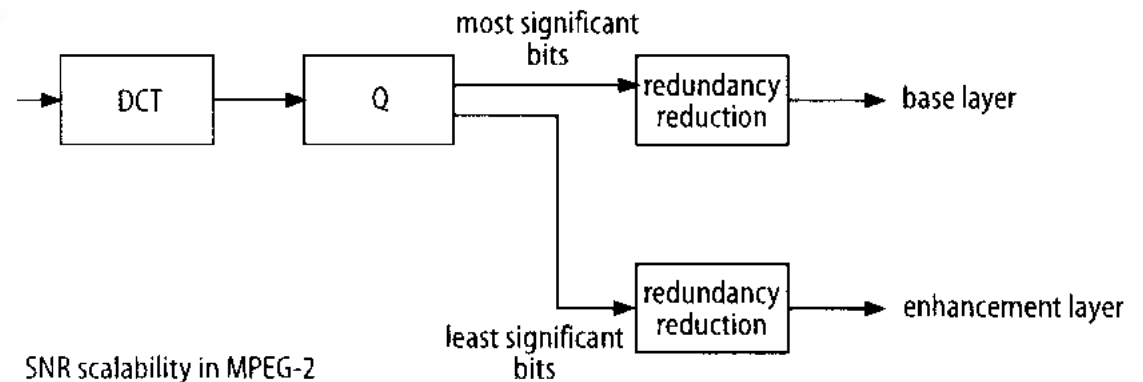 most significant
bits
DCT
Q
redundancy
reduction
base layer
redundancy
reduction
enhancement layer
least significant
bits
SNR scalability in MPEG-2